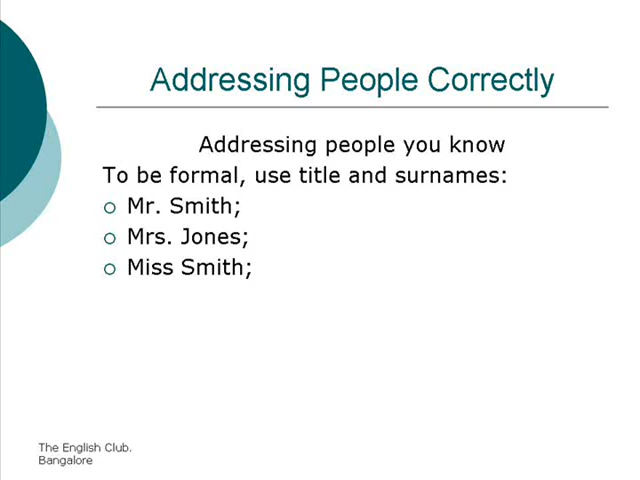 Addressing People Correctly
Addressing people you know
To be formal, use title and surnames:
Mr. Smith;
Mrs. Jones;
Miss Smith;
The English Club.
Bangalore